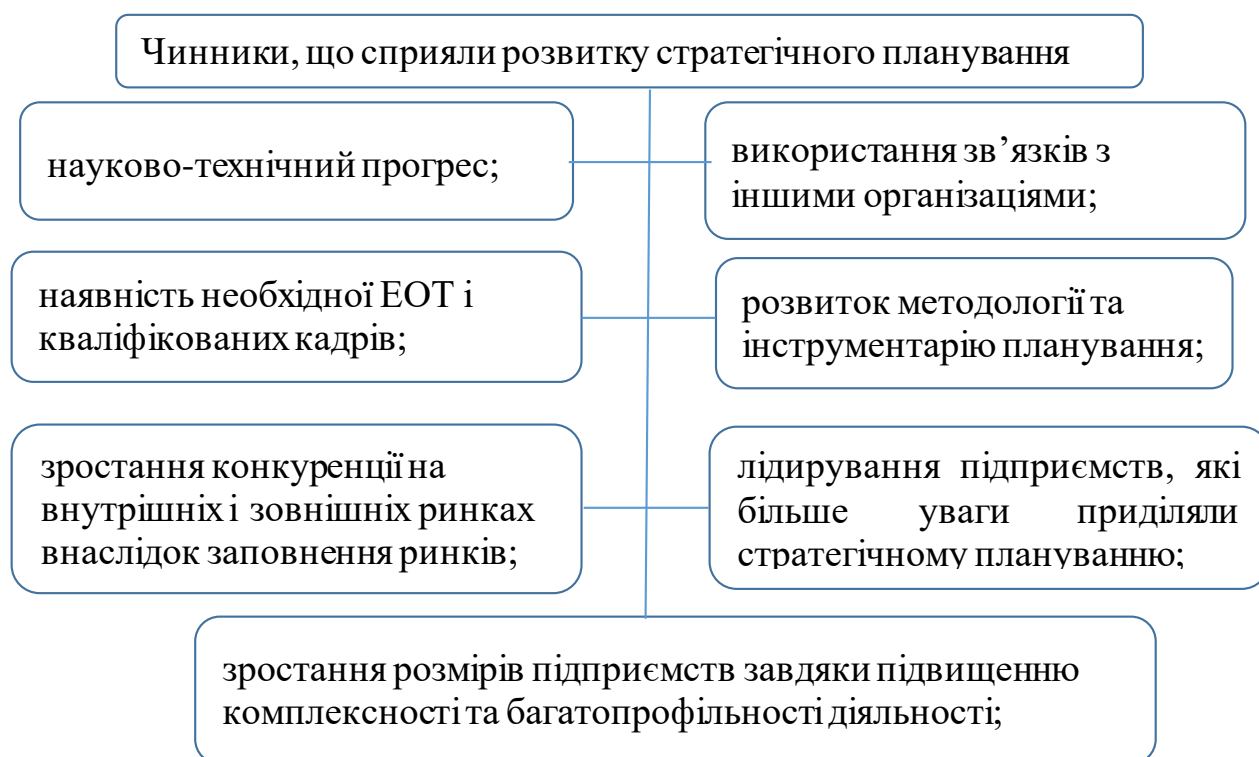 Чинники, що сприяли розвитку стратегічного планування
науково-технічний прогрес;
використання зв’язків з
іншими організаціями;
наявність необхідної ЕОТ і
кваліфікованих кадрів;
розвиток методології та
інструментарію планування;
зростання конкуренції на
внутрішніх і зовнішніх ринках
внаслідок заповнення ринків;
лідирування підприємств, які
більше уваги приділяли
стратегічному плануванню;
зростання розмірів підприємств завдяки підвищенню
комплексності та багатопрофільності діяльності;